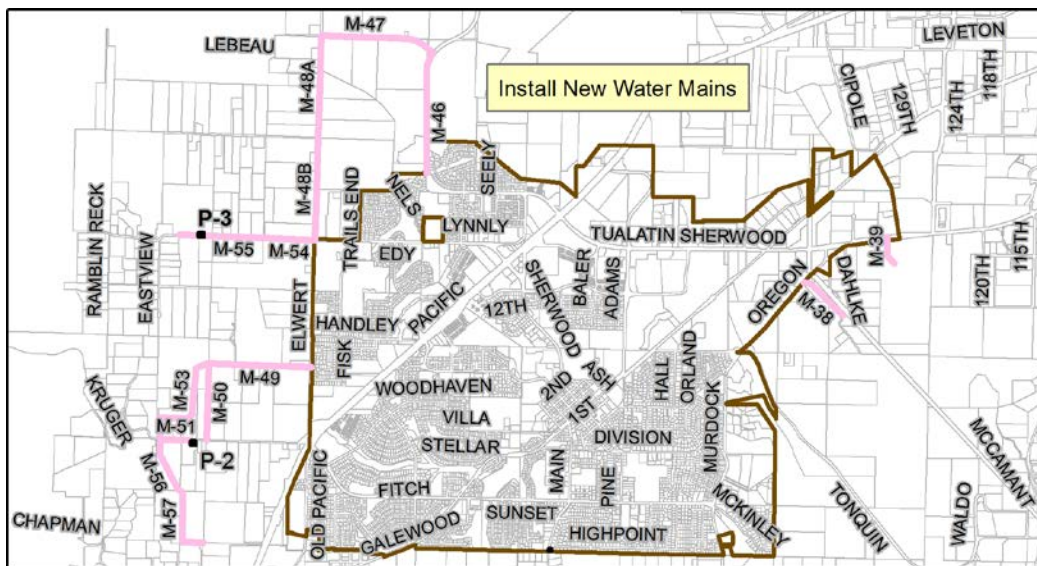 M-47
LEBEAU
LEVETON
Install New Water Mains
CIPOLE
129TH
124TH
118TH
M-48A
M-46
M-48B
TRAILS END
NELS
SEELY
LYNNLY
RAMBLIN RECK
EASTVIEW
P-3
M-55
M-54
EDY
TUALATIN SHERWOOD
M-39
DAHLKE
115TH
120TH
ELWERT
PACIFIC
SHERWOOD
BALER
ADAMS
OREGON
M-38
12TH
HANDLEY
FISK
KRUGER
M-53
M-50
M-49
WOODHAVEN
2ND
ASH
1ST
HALL
ORLAND
MURDOCK
M-51
P-2
VILLA
STELLAR
DIVISION
MCCAMANT
M-56
M-57
CHAPMAN
OLD PACIFIC
FITCH
GALEWOOD
SUNSET
MAIN
PINE
HIGHPOINT
MCKINLEY
TONQUIN
WALDO